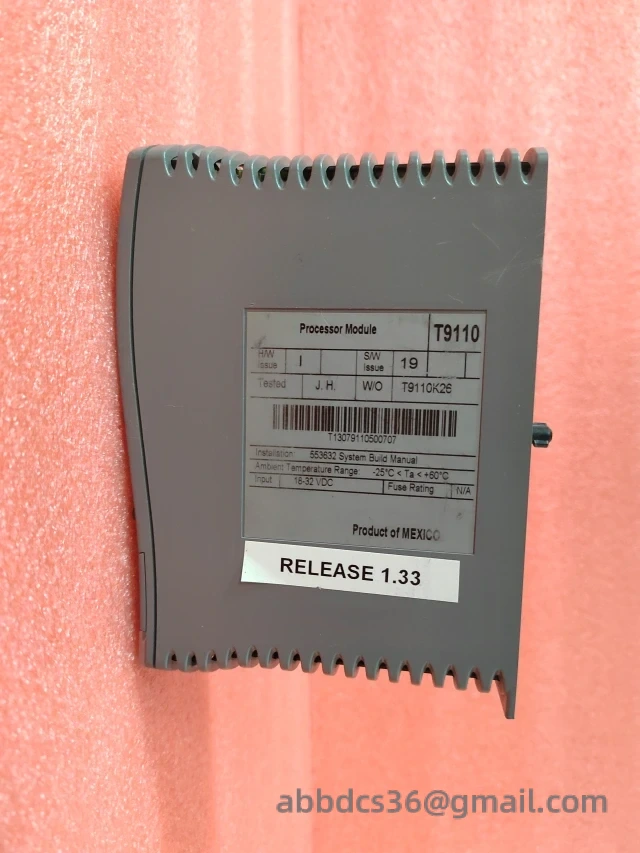 Processor Module T9110
H/W Issue I S/W Issue 19
Tested J. H. W/O T9110K26
T13079110500707
Installation: 553632 System Build Manual
Ambient Temperature Range: -25°C < Ta < +60°C
Input 18-32 VDC Fuse Rating N/A
Product of MEXICO
RELEASE 1.33
abbdcs36@gmail.com